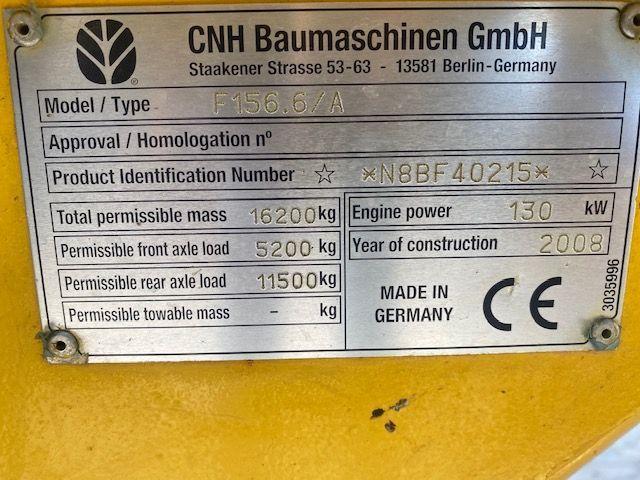 CNH Baumaschinen GmbH
Staakener Strasse 53-63 - 13581 Berlin-Germany
Model / Type F156.6/A
Approval / Homologation nº
Product Identification Number ☆ *N8BF40215* ☆
Total permissible mass 16200 kg
Permissible front axle load 5200 kg
Permissible rear axle load 11500 kg
Permissible towable mass - kg
Engine power 130 kW
Year of construction 2008
MADE IN
GERMANY
CE
3035996